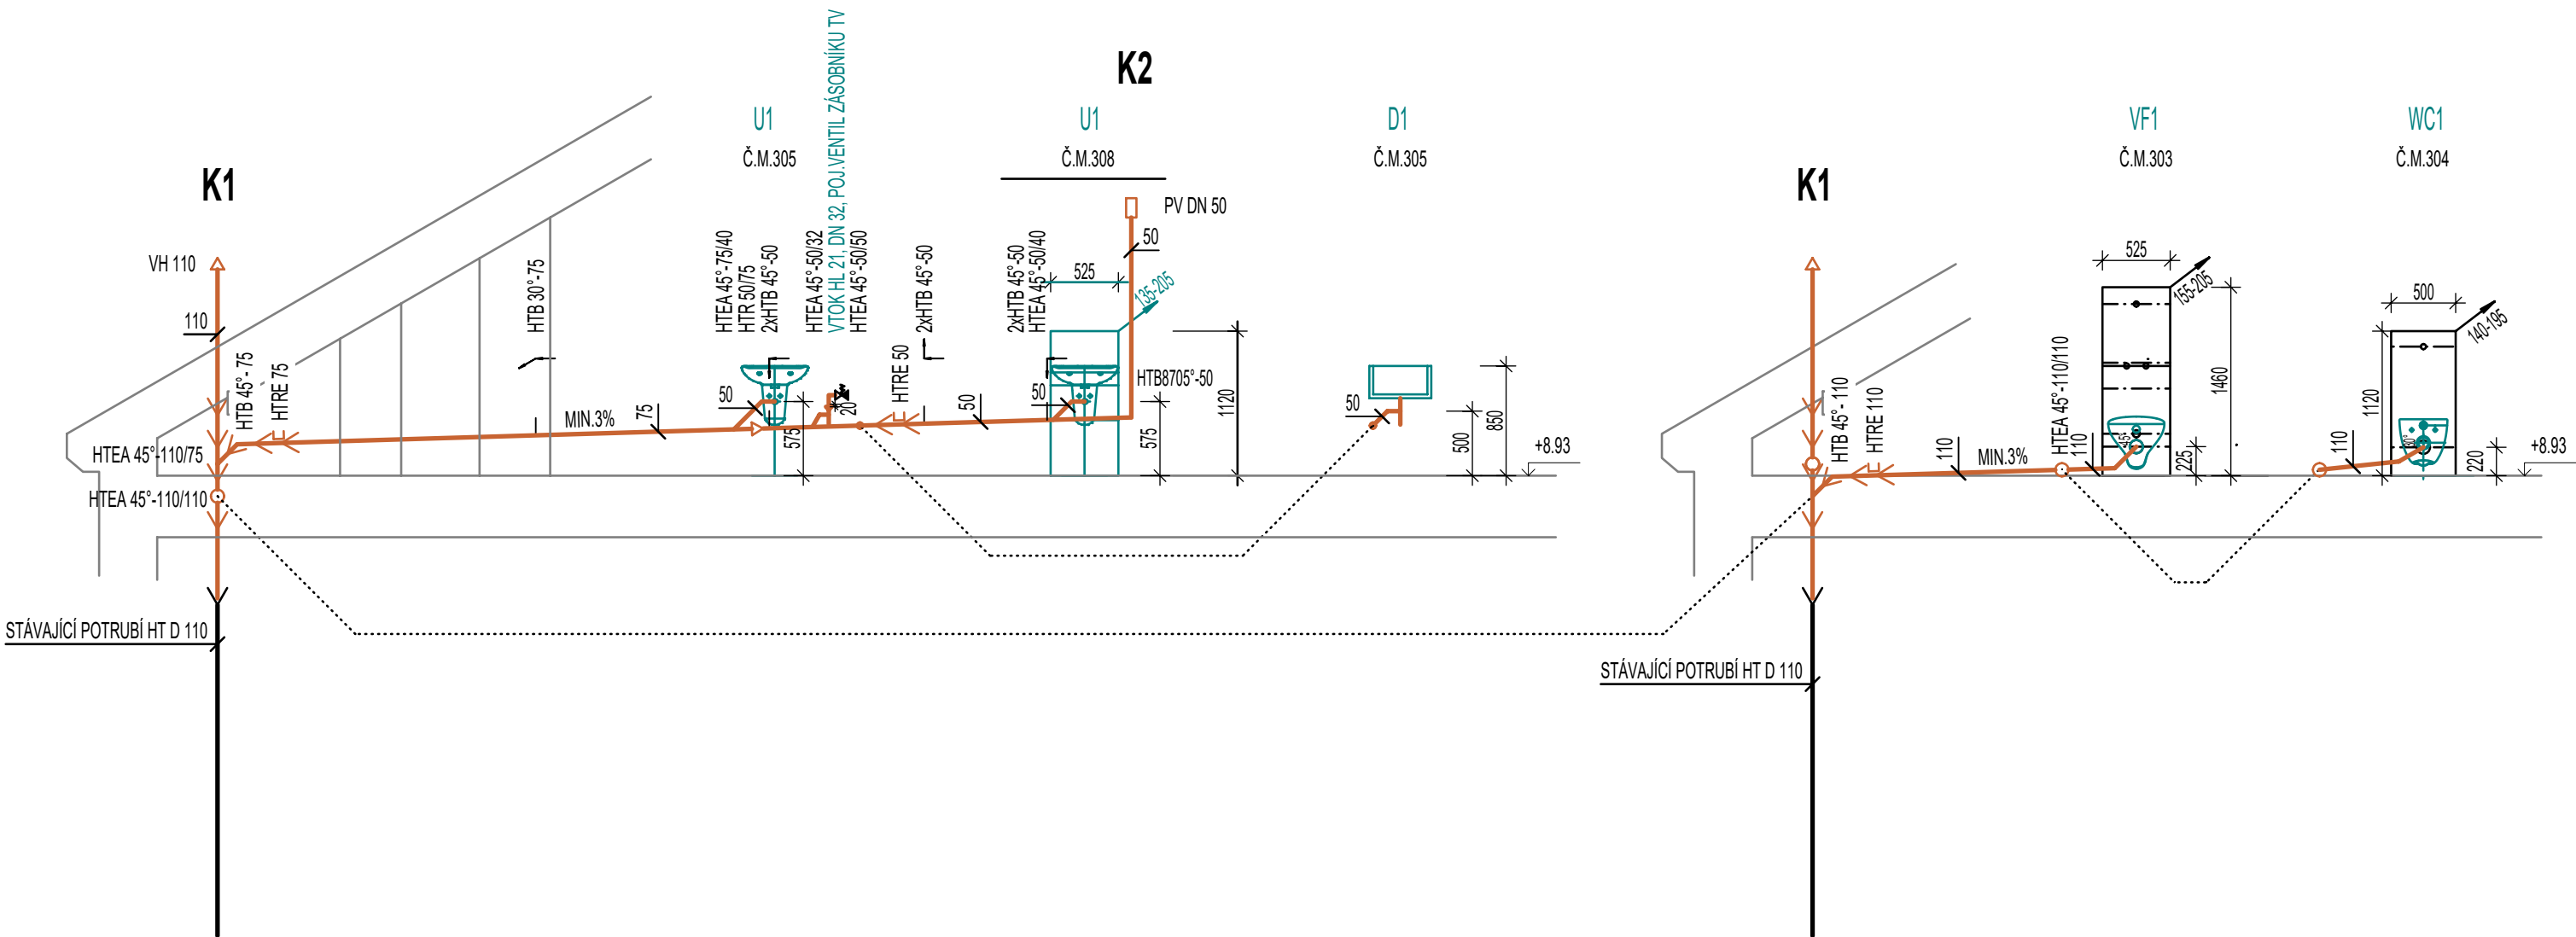 K2
U1
U1
D1
VF1
WC1
Č.M.305
Č.M.308
Č.M.305
Č.M.303
Č.M.304
K1
K1
VH 110
110
HTB 45°- 75
HTRE 75
HTEA 45°-110/75
HTEA 45°-110/110
STÁVAJÍCÍ POTRUBÍ HT D 110
HTB 30°-75
MIN.3%
75
HTEA 45°-75/40
HTR 50/75
2xHTB 45°-50
50
575
HTEA 45°-50/32
VTOK HL 21, DN 32, POJ.VENTIL ZÁSOBNÍKU TV
HTEA 45°-50/50
20
HTRE 50
2xHTB 45°-50
50
2xHTB 45°-50
HTEA 45°-50/40
50
525
135-205
PV DN 50
50
HTB8705°-50
575
1120
50
500
850
+8.93
STÁVAJÍCÍ POTRUBÍ HT D 110
HTB 45°- 110
HTRE 110
110
MIN.3%
HTEA 45°-110/110
110
525
155-205
45°
225
1460
110
500
140-195
1120
220
+8.93